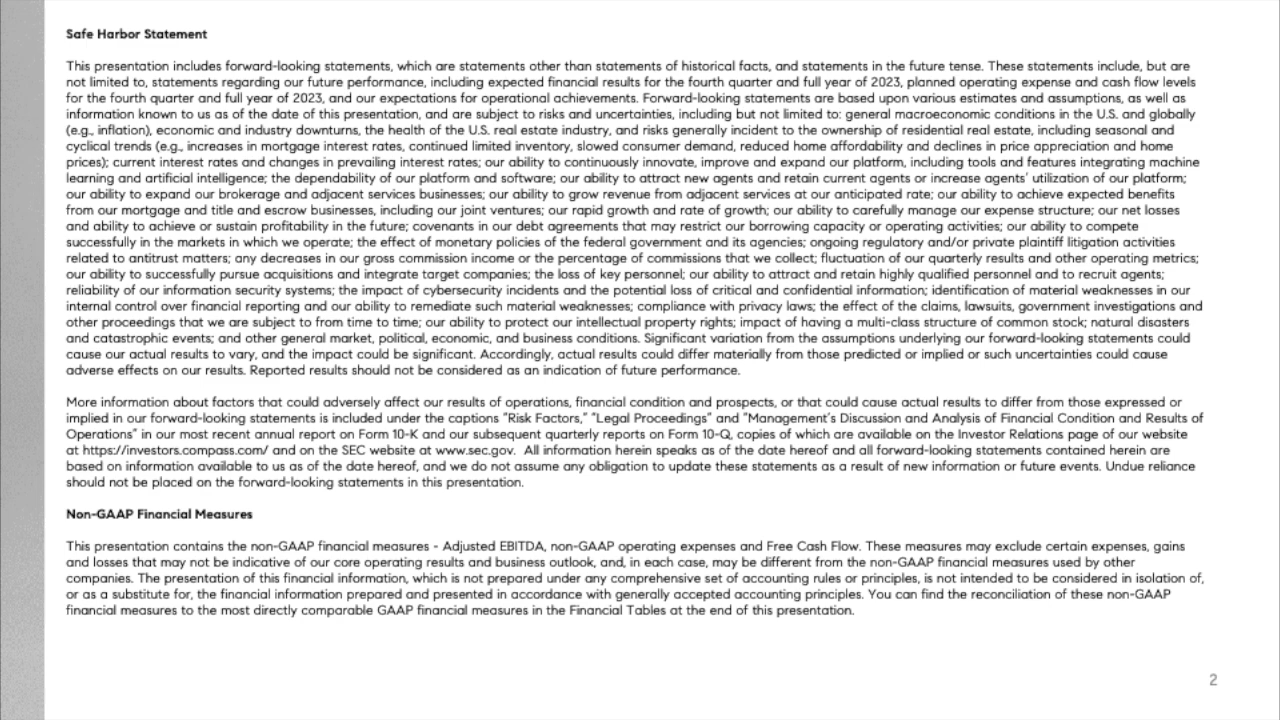 Safe Harbor Statement
This presentation includes forward-looking statements, which are statements other than statements of historical facts, and statements in the future tense. These statements include, but are
not limited to, statements regarding our future performance, including expected financial results for the fourth quarter and full year of 2023, planned operating expense and cash flow levels
for the fourth quarter and full year of 2023, and our expectations for operational achievements. Forward-looking statements are based upon various estimates and assumptions, as well as
information known to us as of the date of this presentation, and are subject to risks and uncertainties, including but not limited to: general macroeconomic conditions in the U.S. and globally
(e.g., inflation), economic and industry downturns, the health of the U.S. real estate industry, and risks generally incident to the ownership of residential real estate, including seasonal and
cyclical trends (e.g., increases in mortgage interest rates, continued limited inventory, slowed consumer demand, reduced home affordability and declines in price appreciation and home
prices); current interest rates and changes in prevailing interest rates; our ability to continuously innovate, improve and expand our platform, including tools and features integrating machine
learning and artificial intelligence; the dependability of our platform and software; our ability to attract new agents and retain current agents or increase agents' utilization of our platform;
our ability to expand our brokerage and adjacent services businesses; our ability to grow revenue from adjacent services at our anticipated rate; our ability to achieve expected benefits
from our mortgage and title and escrow businesses, including our joint ventures; our rapid growth and rate of growth; our ability to carefully manage our expense structure; our net losses
and ability to achieve or sustain profitability in the future; covenants in our debt agreements that may restrict our borrowing capacity or operating activities; our ability to compete
successfully in the markets in which we operate; the effect of monetary policies of the federal government and its agencies; ongoing regulatory and/or private plaintiff litigation activities
related to antitrust matters; any decreases in our gross commission income or the percentage of commissions that we collect; fluctuation of our quarterly results and other operating metrics;
our ability to successfully pursue acquisitions and integrate target companies; the loss of key personnel; our ability to attract and retain highly qualified personnel and to recruit agents;
reliability of our information security systems; the impact of cybersecurity incidents and the potential loss of critical and confidential information; identification of material weaknesses in our
internal control over financial reporting and our ability to remediate such material weaknesses; compliance with privacy laws; the effect of the claims, lawsuits, government investigations and
other proceedings that we are subject to from time to time; our ability to protect our intellectual property rights; impact of having a multi-class structure of common stock; natural disasters
and catastrophic events; and other general market, political, economic, and business conditions. Significant variation from the assumptions underlying our forward-looking statements could
cause our actual results to vary, and the impact could be significant. Accordingly, actual results could differ materially from those predicted or implied or such uncertainties could cause
adverse effects on our results. Reported results should not be considered as an indication of future performance.
More information about factors that could adversely affect our results of operations, financial condition and prospects, or that could cause actual results to differ from those expressed or
implied in our forward-looking statements is included under the captions "Risk Factors," "Legal Proceedings" and "Management's Discussion and Analysis of Financial Condition and Results of
Operations" in our most recent annual report on Form 10-K and our subsequent quarterly reports on Form 10-Q, copies of which are available on the Investor Relations page of our website
at https://investors.compass.com/ and on the SEC website at www.sec.gov. All information herein speaks as of the date hereof and all forward-looking statements contained herein are
based on information available to us as of the date hereof, and we do not assume any obligation to update these statements as a result of new information or future events. Undue reliance
should not be placed on the forward-looking statements in this presentation.
Non-GAAP Financial Measures
This presentation contains the non-GAAP financial measures - Adjusted EBITDA, non-GAAP operating expenses and Free Cash Flow. These measures may exclude certain expenses, gains
and losses that may not be indicative of our core operating results and business outlook, and, in each case, may be different from the non-GAAP financial measures used by other
companies. The presentation of this financial information, which is not prepared under any comprehensive set of accounting rules or principles, is not intended to be considered in isolation of,
or as a substitute for, the financial information prepared and presented in accordance with generally accepted accounting principles. You can find the reconciliation of these non-GAAP
financial measures to the most directly comparable GAAP financial measures in the Financial Tables at the end of this presentation.
2